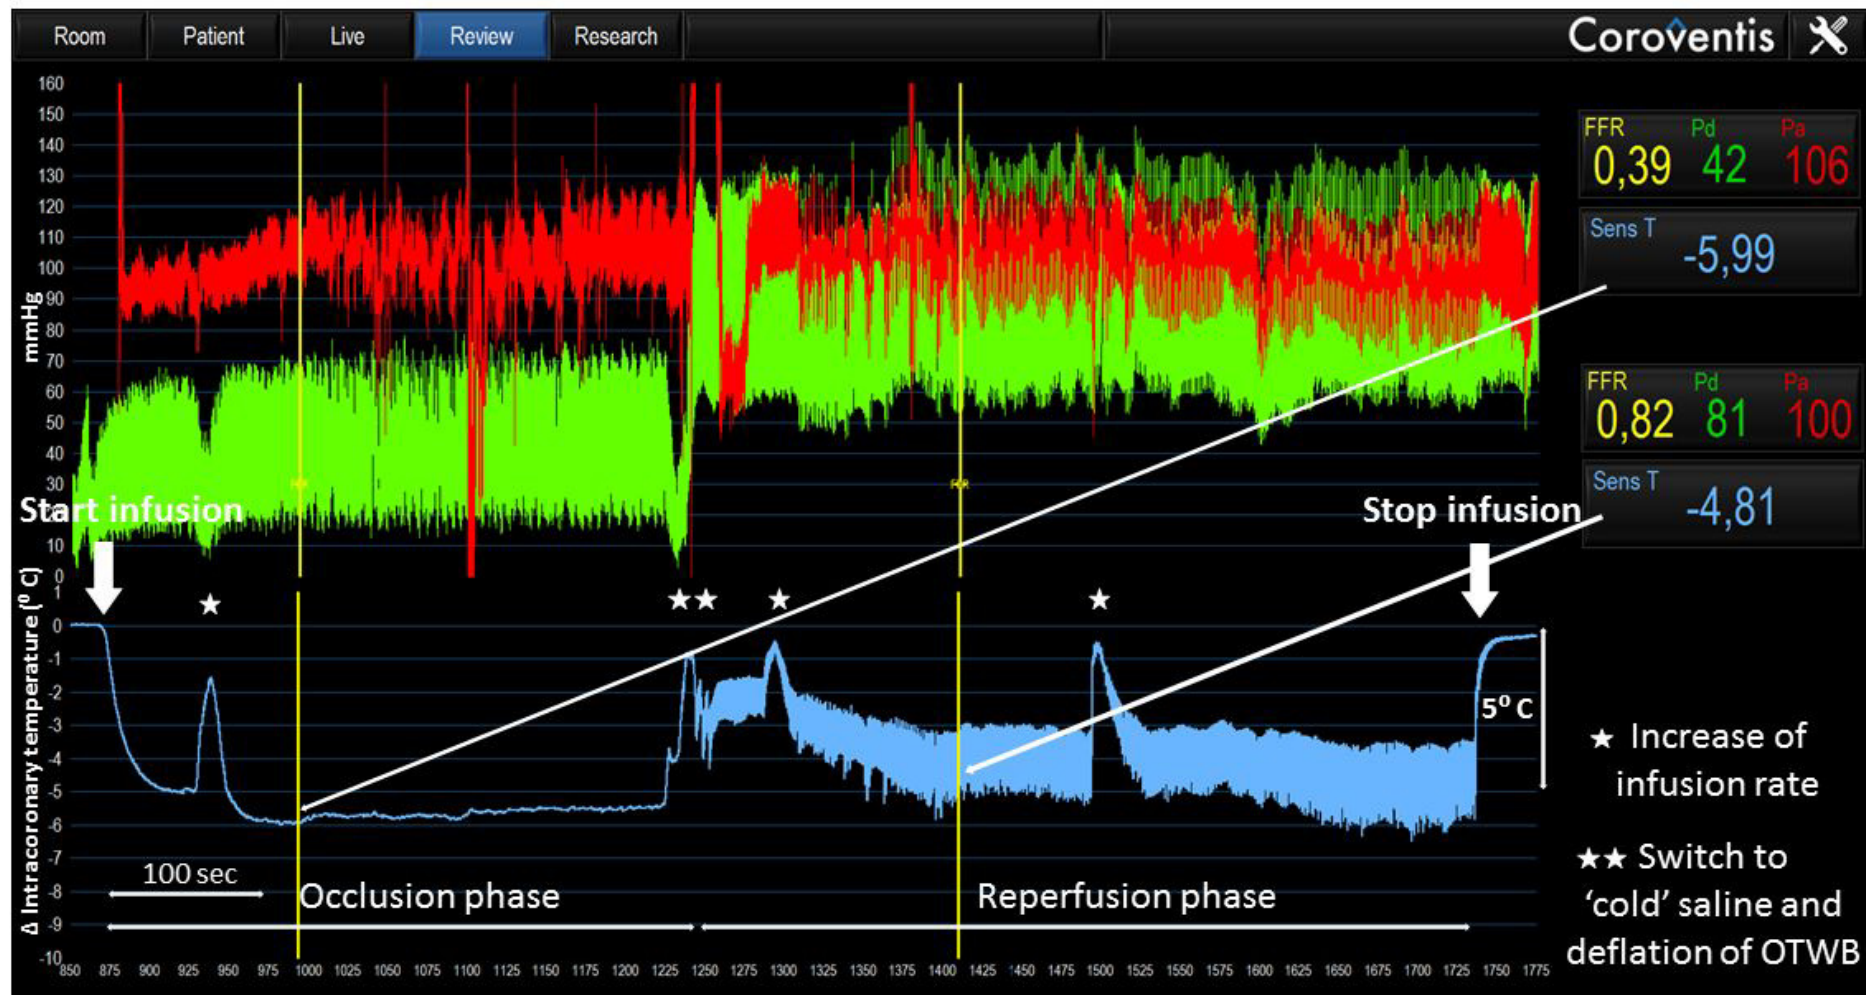 Room Patient Live Review Research Coroventis
160
150
140
130
120
110
100
90
80
70
60
50
40
30
10
0
mmHg
FFR Pd Pa
0,39 42 106
Sens T
-5,99
FFR Pd Pa
0,82 81 100
Sens T
-4,81
Start infusion
Stop infusion
1
0
-1
-2
-3
-4
-5
-6
-7
-8
-9
-10
Δ Intracoronary temperature (⁰ C)
★ ★★ ★ ★
5⁰ C
100 sec
Occlusion phase
Reperfusion phase
850 875 900 925 950 975 1000 1025 1050 1075 1100 1125 1150 1175 1200 1225 1250 1275 1300 1325 1350 1375 1400 1425 1450 1475 1500 1525 1550 1575 1600 1625 1650 1675 1700 1725 1750 1775
★ Increase of
infusion rate
★★ Switch to
‘cold’ saline and
deflation of OTWB